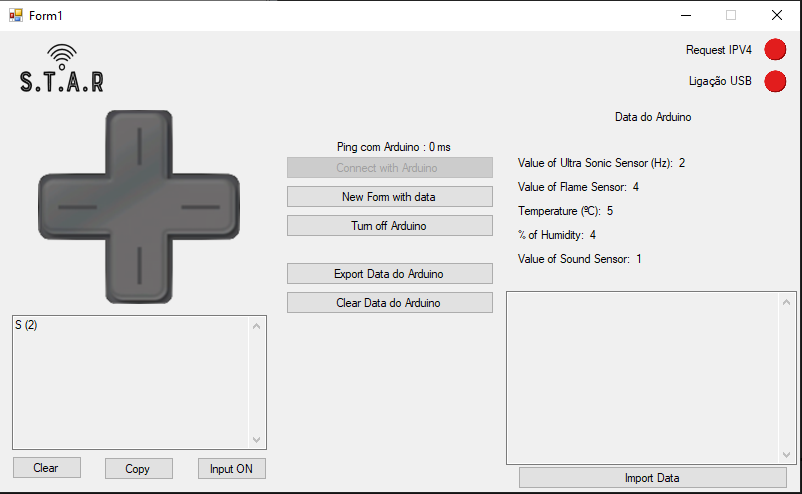 Form1
S.T.A.R
Request IPV4
Ligação USB
Data do Arduino
Ping com Arduino : 0 ms
Connect with Arduino
New Form with data
Turn off Arduino
Export Data do Arduino
Clear Data do Arduino
Value of Ultra Sonic Sensor (Hz): 2
Value of Flame Sensor: 4
Temperature (ºC): 5
% of Humidity: 4
Value of Sound Sensor: 1
S (2)
Clear
Copy
Input ON
Import Data